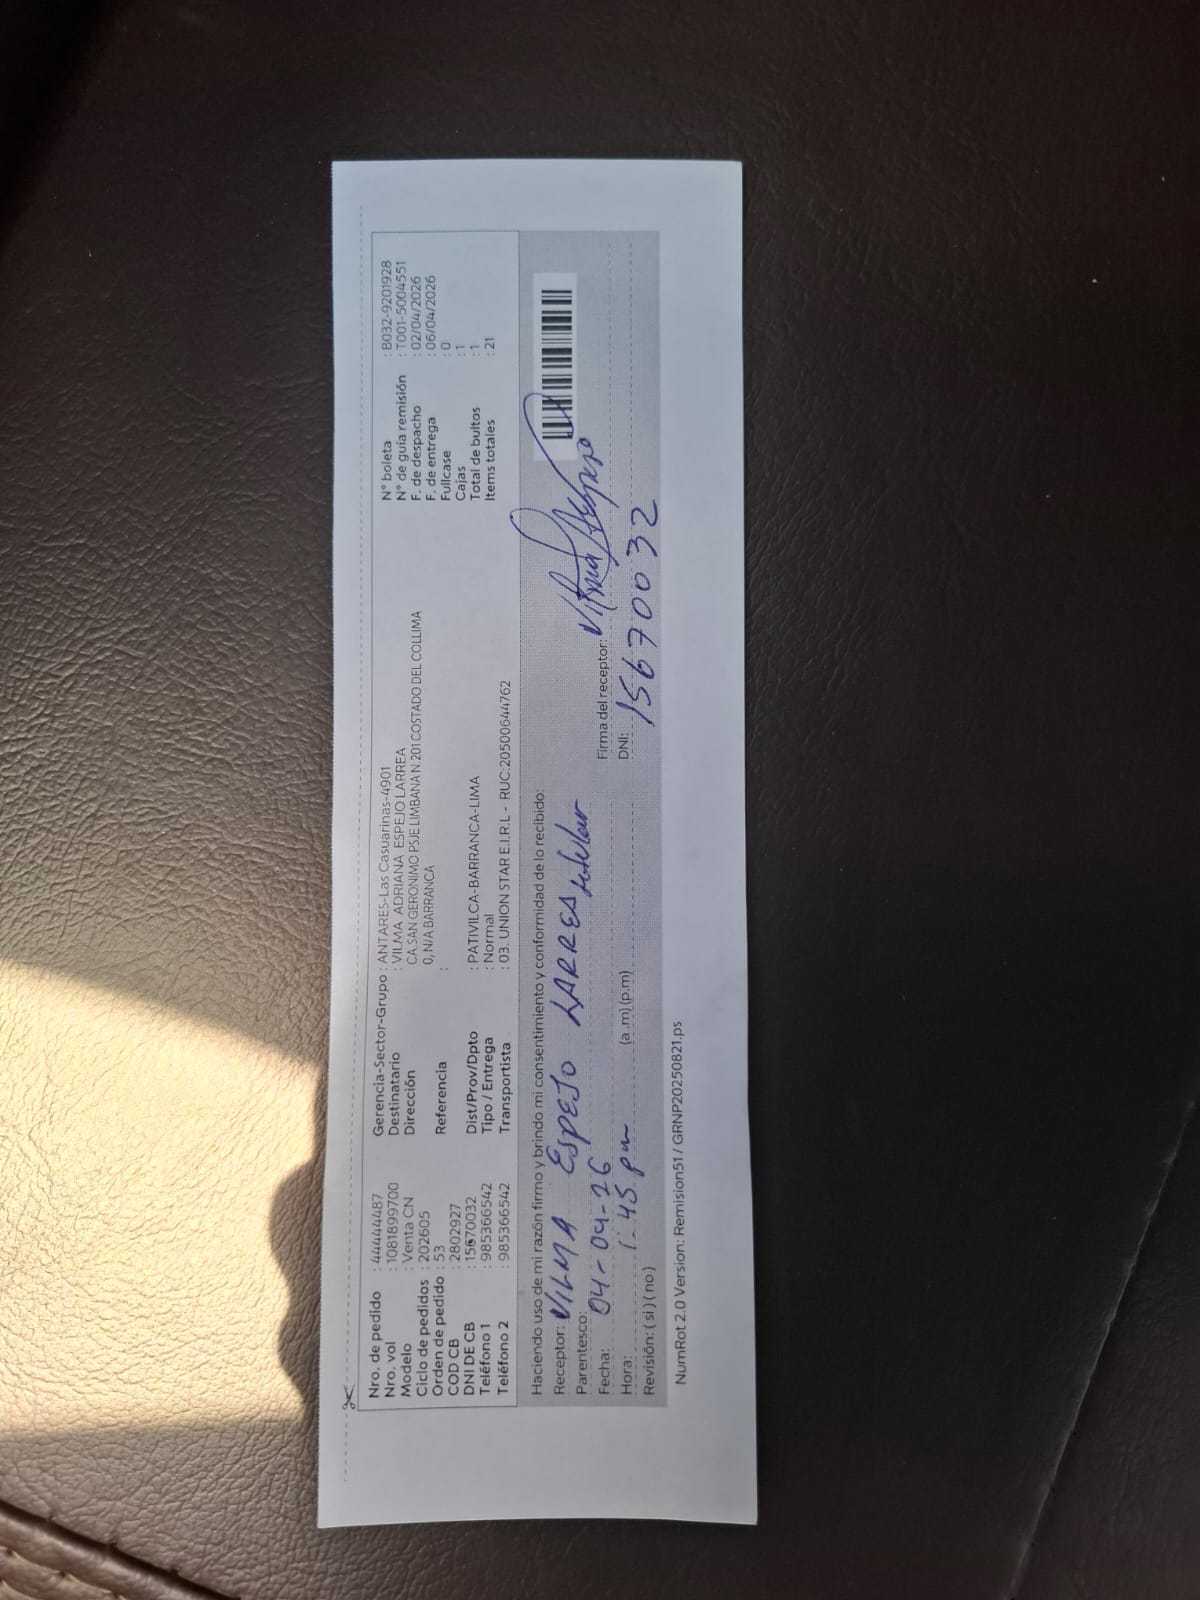 Nro. de pedido : 44444487
Nro. vol : 1081899700
Modelo : Venta CN
Ciclo de pedidos : 202605
Orden de pedido : 53
COD CB : 2802927
DNI DE CB : 15670032
Teléfono 1 : 985366542
Teléfono 2 : 985366542
Gerencia-Sector-Grupo : ANTARES-Las Casuarinas-4901
Destinatario : VILMA ADRIANA ESPEJO LARREA
Dirección CA.SAN GERONIMO PSJE.LIMBANA N 201 COSTADO DEL COLLIMA
0, N/A BARRANCA
Referencia :
Dist/Prov/Dpto : PATIVILCA-BARRANCA-LIMA
Tipo / Entrega : Normal
Transportista : 03. UNION STAR E.I.R.L - RUC:20500644762
N° boleta : B032-9201928
N° de guía remisión : T001-5004551
F. de despacho : 02/04/2026
F. de entrega : 06/04/2026
Fullcase : 0
Cajas : 1
Total de bultos : 1
Items totales : 21
Haciendo uso de mi razón firmo y brindo mi consentimiento y conformidad de lo recibido:
Receptor: VILMA ESPEJO LARREA
Parentesco: titular
Fecha: 04-04-26
Hora: 1-45 pm (a .m) (p.m)
Revisión: ( si ) ( no )
Firma del receptor: Vilma Espejo
DNI: 15670032
NumRot 2.0 Version: Remision51 / GRNP20250821.ps